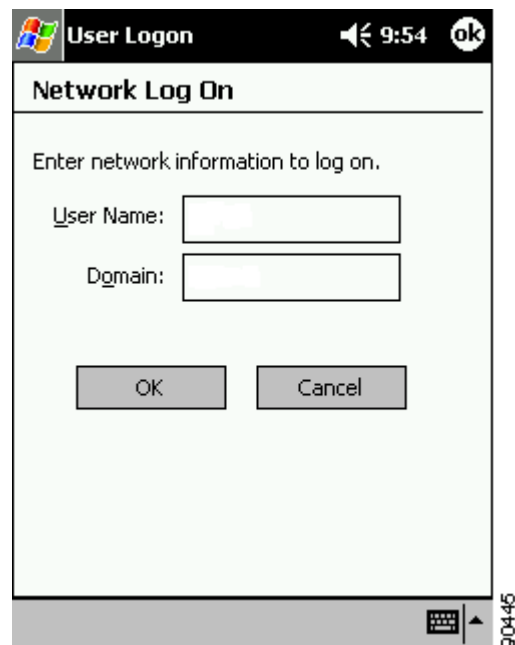 User Logon 9:54 ok
Network Log On
Enter network information to log on.
User Name:
Domain:
OK Cancel
90445